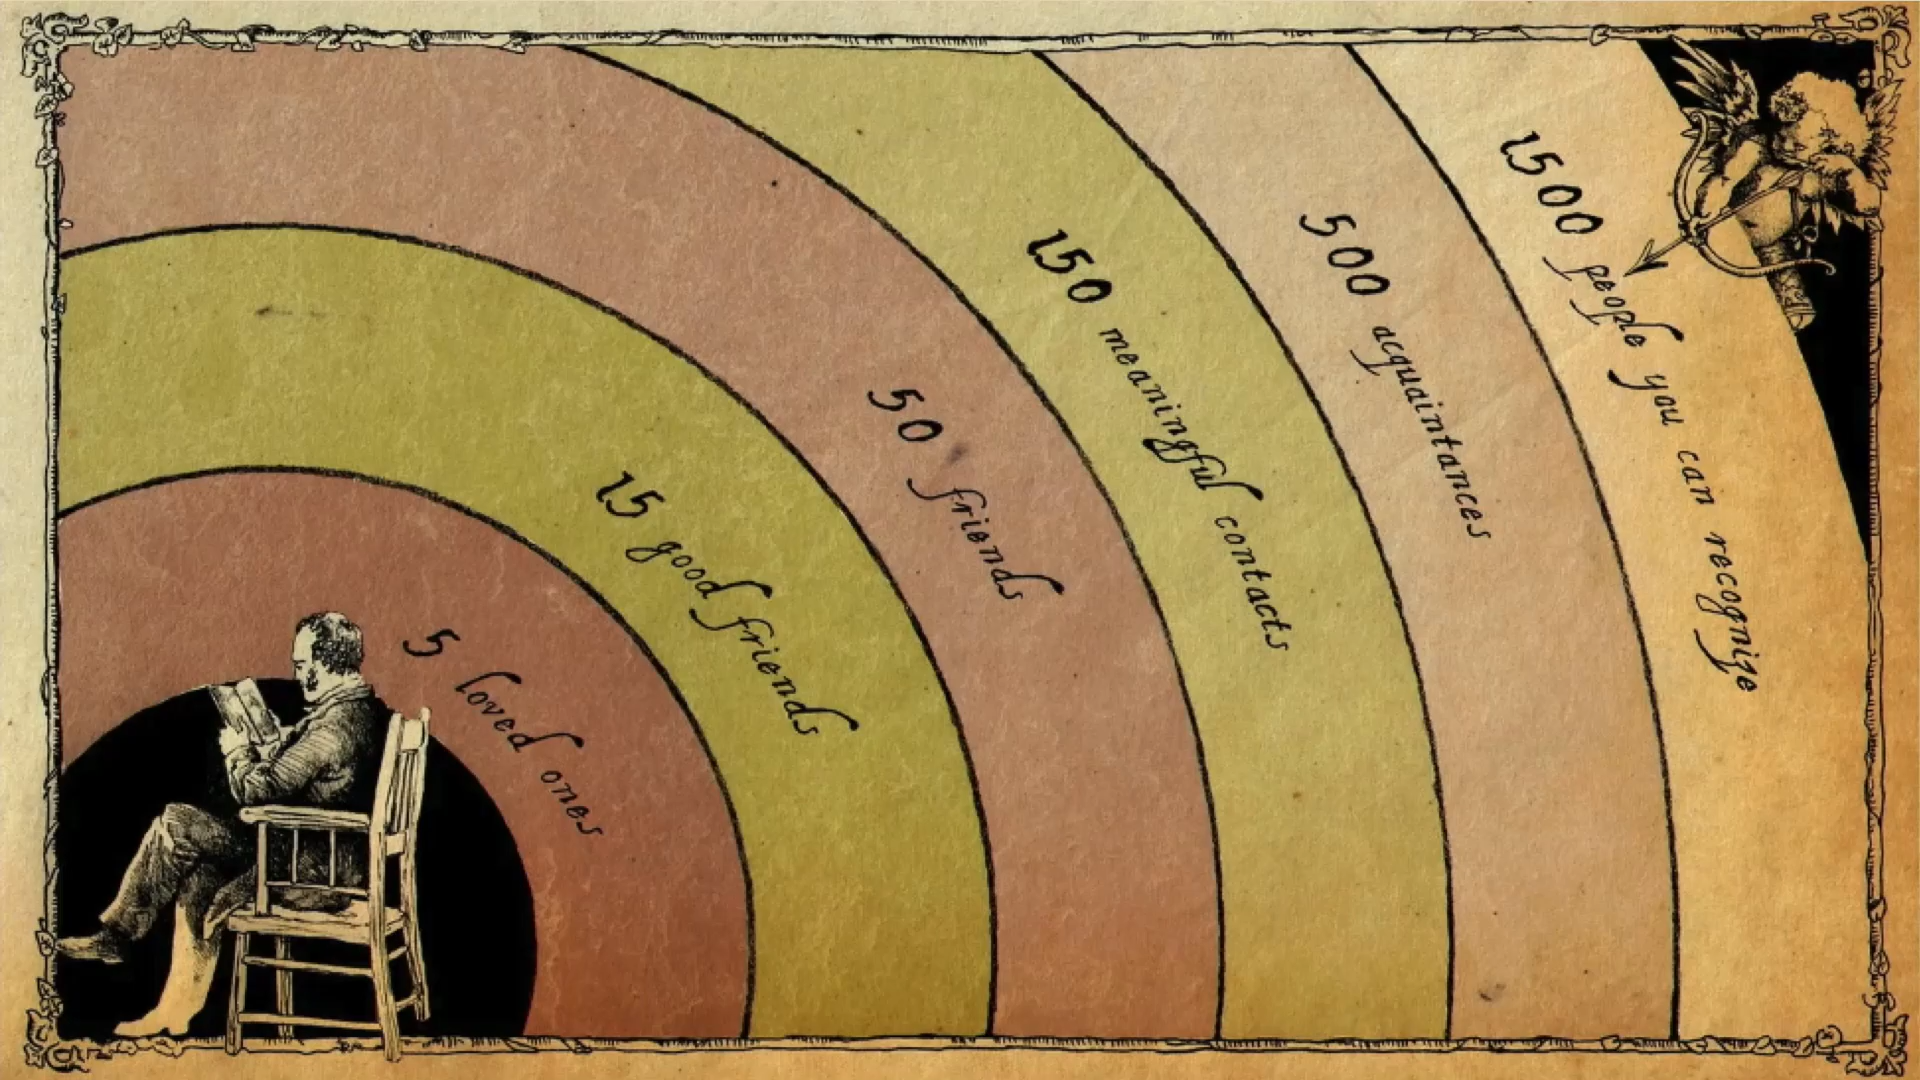 5 loved ones
15 good friends
50 friends
150 meaningful contacts
500 acquaintances
1500 people you can recognize